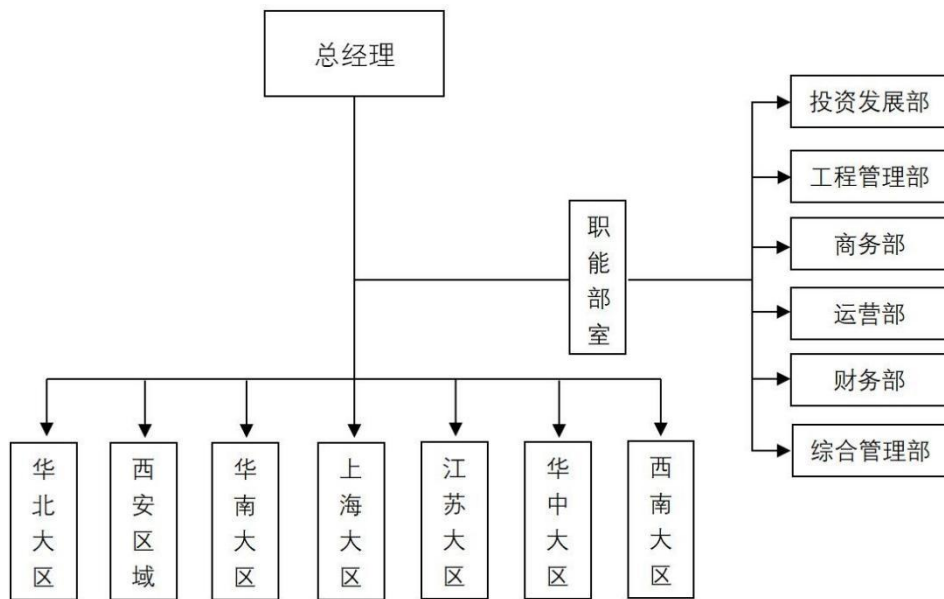 总经理
投资发展部
工程管理部
商务部
运营部
财务部
综合管理部
职能部室
华北大区
西安区域
华南大区
上海大区
江苏大区
华中大区
西南大区